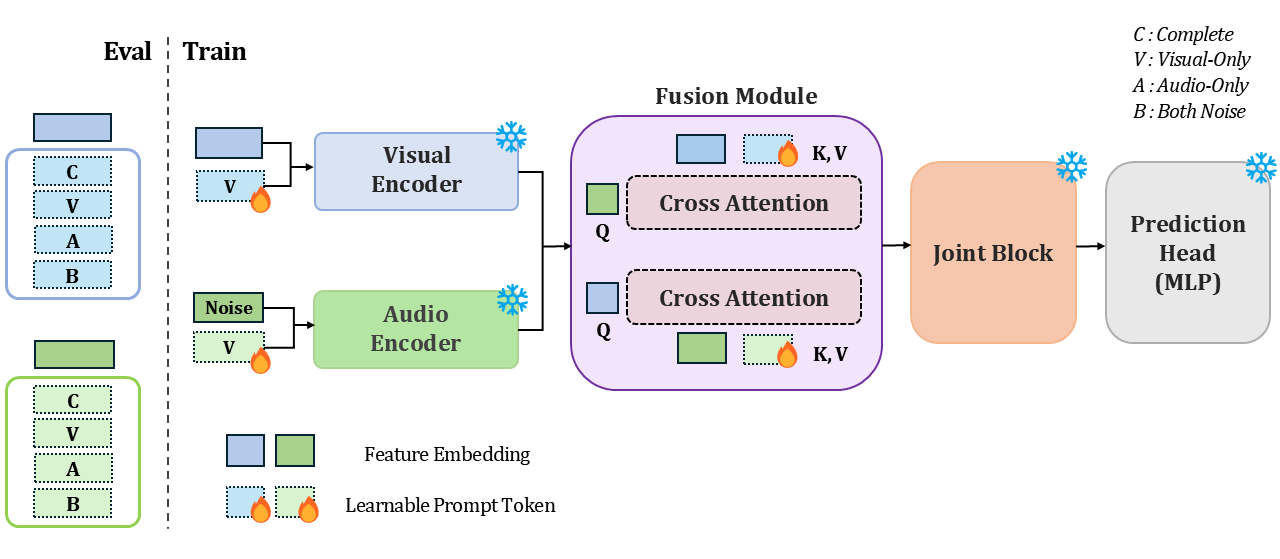 Eval
Train
C : Complete
V : Visual-Only
A : Audio-Only
B : Both Noise
C
V
A
B
C
V
A
B
V
Visual
Encoder
Noise
V
Audio
Encoder
Fusion Module
K, V
Cross Attention
Q
Cross Attention
Q
K, V
Joint Block
Prediction
Head
(MLP)
Feature Embedding
Learnable Prompt Token